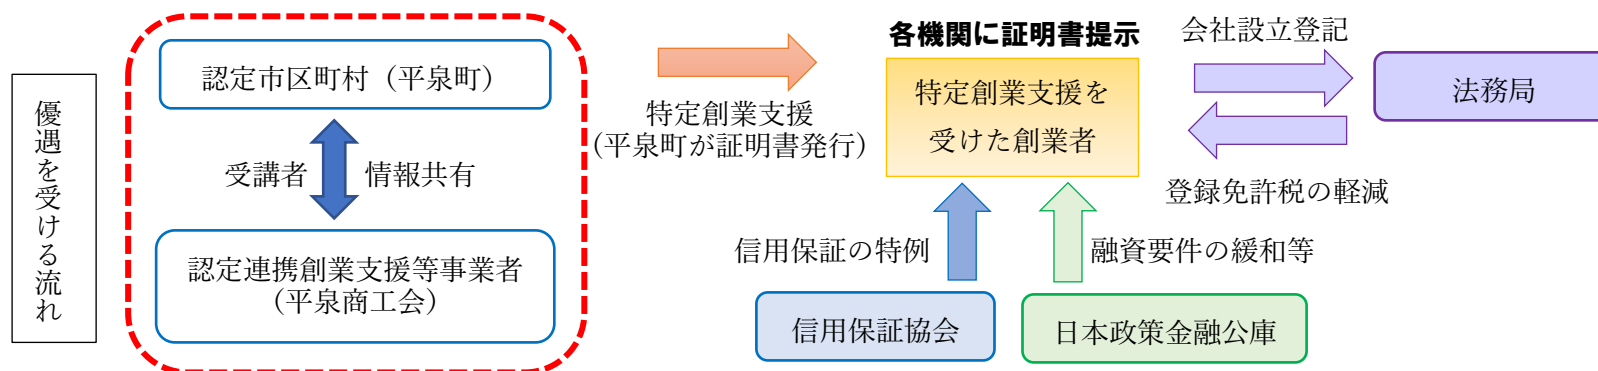 優遇を受ける流れ
認定市区町村（平泉町）
受講者
情報共有
認定連携創業支援等事業者
（平泉商工会）
特定創業支援
(平泉町が証明書発行）
各機関に証明書提示
特定創業支援を
受けた創業者
会社設立登記
法務局
登録免許税の軽減
信用保証の特例
融資要件の緩和等
信用保証協会
日本政策金融公庫